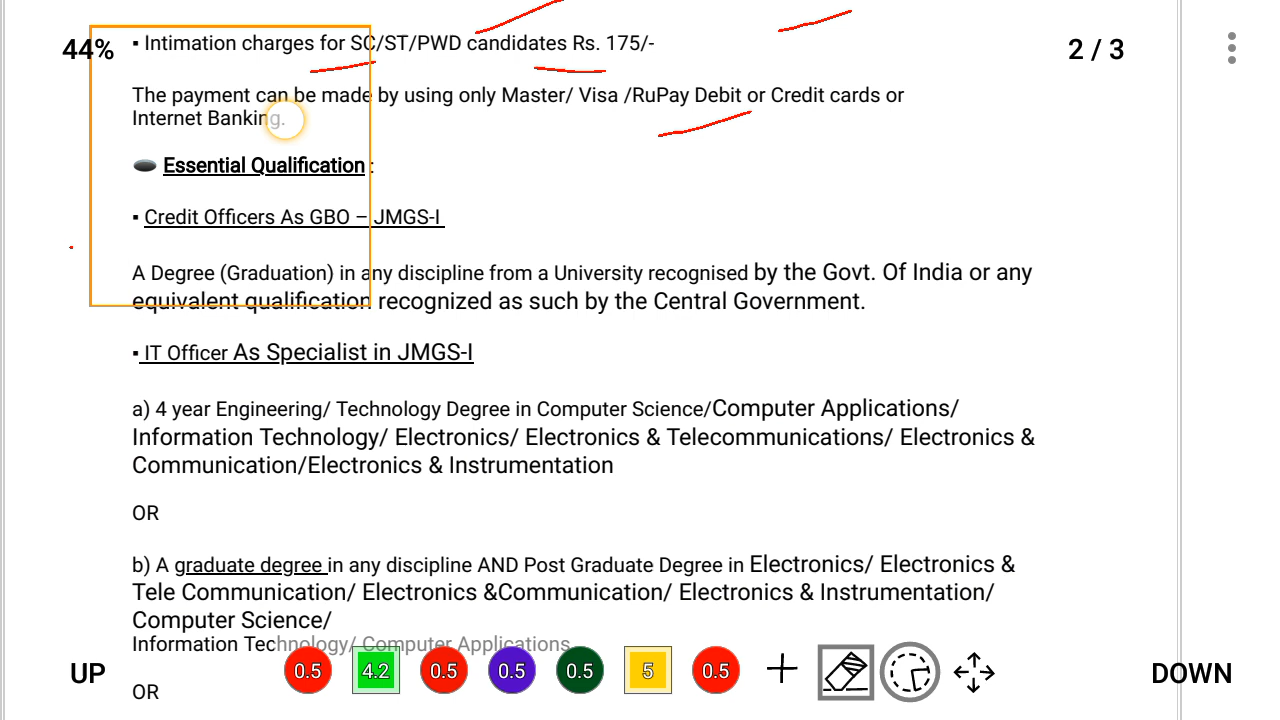 44%
2 / 3
▪ Intimation charges for SC/ST/PWD candidates Rs. 175/-
The payment can be made by using only Master/ Visa /RuPay Debit or Credit cards or
Internet Banking.
Essential Qualification :
▪ Credit Officers As GBO – JMGS-I
A Degree (Graduation) in any discipline from a University recognised by the Govt. Of India or any
equivalent qualification recognized as such by the Central Government.
▪ IT Officer As Specialist in JMGS-I
a) 4 year Engineering/ Technology Degree in Computer Science/Computer Applications/
Information Technology/ Electronics/ Electronics & Telecommunications/ Electronics &
Communication/Electronics & Instrumentation
OR
b) A graduate degree in any discipline AND Post Graduate Degree in Electronics/ Electronics &
Tele Communication/ Electronics &Communication/ Electronics & Instrumentation/
Computer Science/
Information Technology/ Computer Applications
UP
0.5 4.2 0.5 0.5 0.5 5 0.5
DOWN
OR